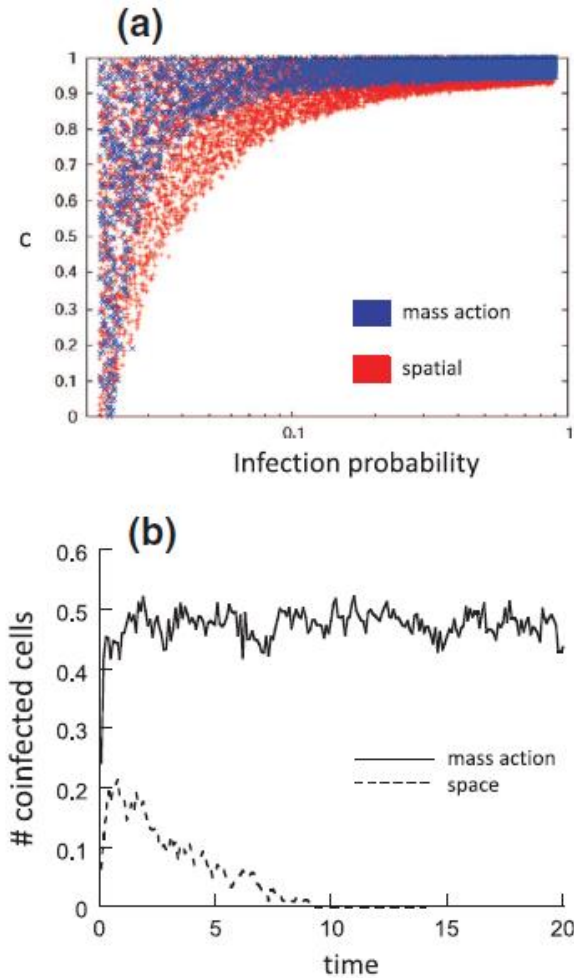 (a)
1
0.9
0.8
0.7
0.6
0.5
0.4
0.3
0.2
0.1
0
c
mass action
spatial
0.1
1
Infection probability
(b)
0.6
0.5
0.4
0.3
0.2
0.1
0
# coinfected cells
mass action
space
0
5
10
15
20
time